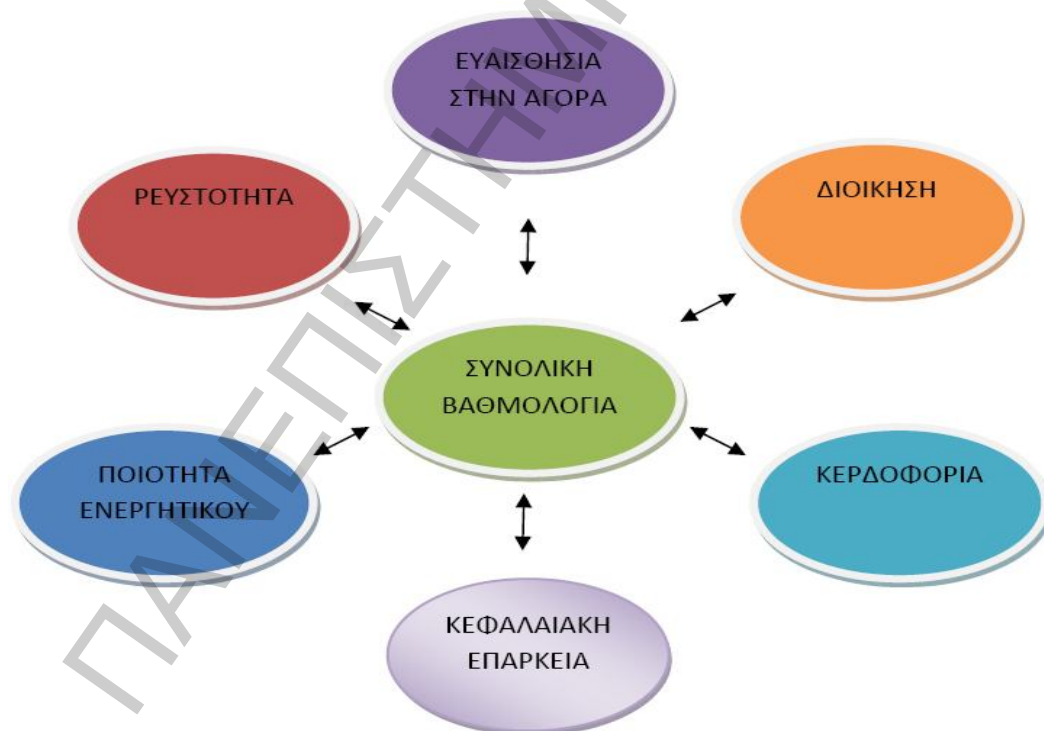 ΕΥΑΙΣΘΗΣΙΑ
ΣΤΗΝ ΑΓΟΡΑ
ΡΕΥΣΤΟΤΗΤΑ
ΔΙΟΙΚΗΣΗ
ΣΥΝΟΛΙΚΗ
ΒΑΘΜΟΛΟΓΙΑ
ΠΟΙΟΤΗΤΑ
ΕΝΕΡΓΗΤΙΚΟΥ
ΚΕΡΔΟΦΟΡΙΑ
ΚΕΦΑΛΑΙΑΚΗ
ΕΠΑΡΚΕΙΑ